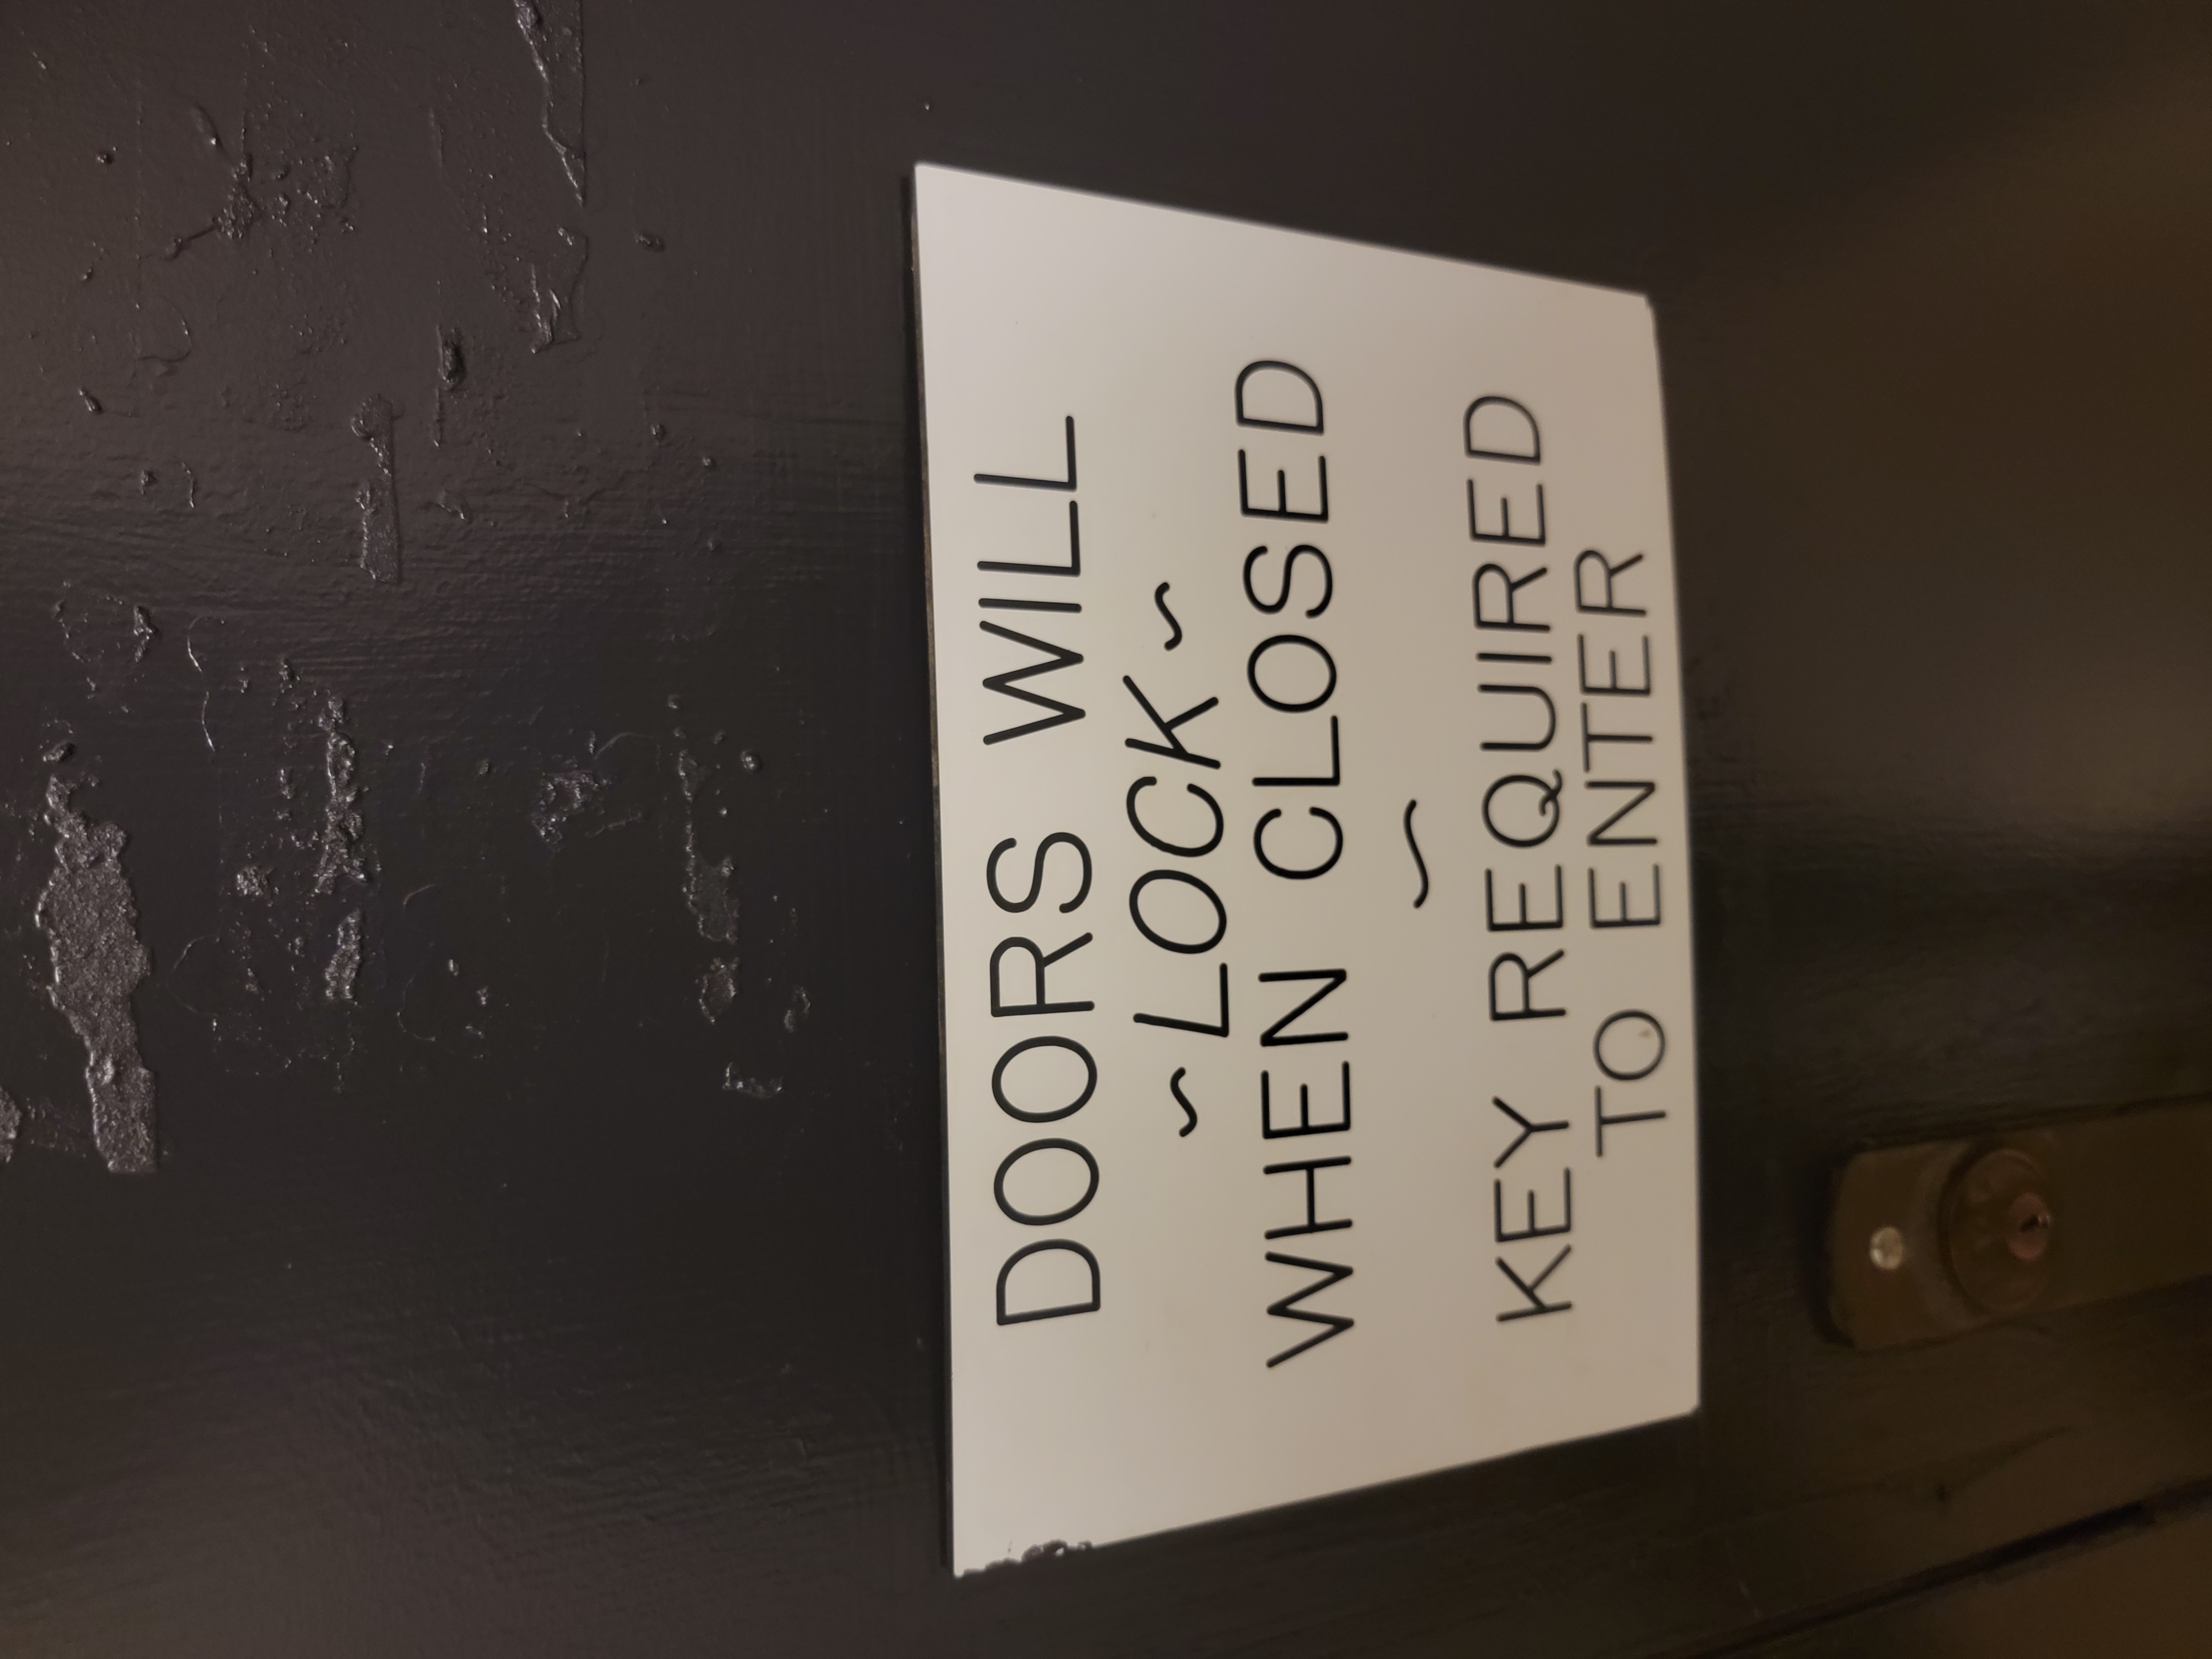 DOORS WILL
~LOCK~
WHEN CLOSED
~
KEY REQUIRED
TO ENTER